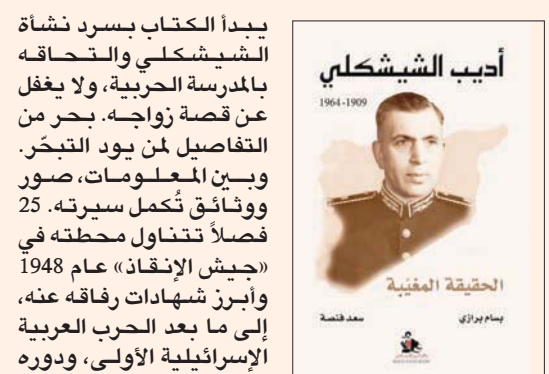 يبدأ الكتاب بسرد نشأة
الشيشكلي والتحاقه
بالمدرسة الحربية، ولا يغفل
عن قصة زواجه. بحر من
التفاصيل لمن يود التبحّر.
وبين المعلومات، صور
ووثائق تُكمل سيرته. 25
فصلاً تتناول محطته في
«جيش الإنقاذ» عام 1948
وأبرز شهادات رفاقه عنه،
إلى ما بعد الحرب العربية
الإسرائيلية الأولى، ودوره
أديب الشيشكلي
1964-1909
الحقيقة المغيّبة
بسام برازي
سعد فنصة